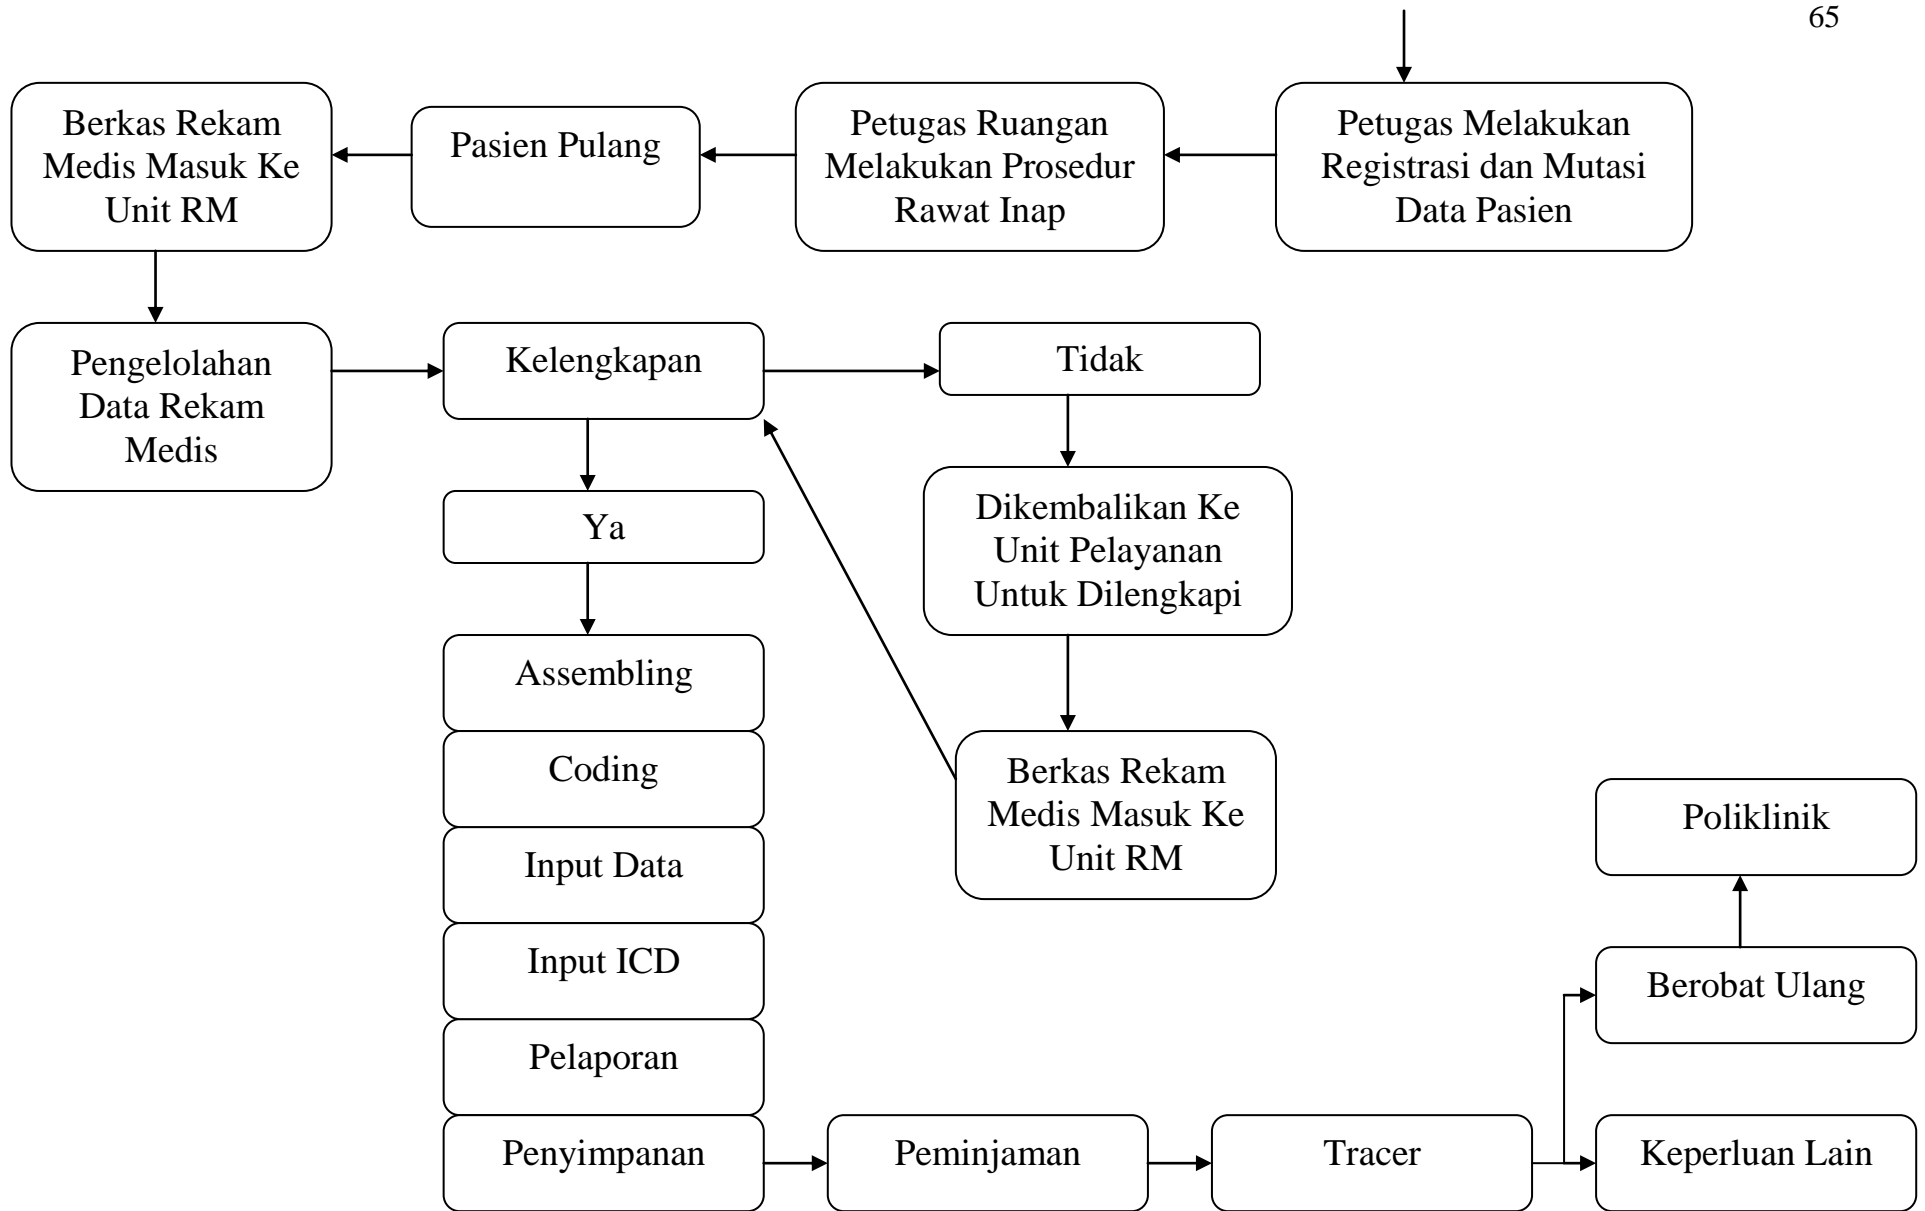 65
Berkas Rekam
Medis Masuk Ke
Unit RM
Pasien Pulang
Petugas Ruangan
Melakukan Prosedur
Rawat Inap
Petugas Melakukan
Registrasi dan Mutasi
Data Pasien
Pengelolahan
Data Rekam
Medis
Kelengkapan
Tidak
Ya
Dikembalikan Ke
Unit Pelayanan
Untuk Dilengkapi
Assembling
Coding
Input Data
Input ICD
Pelaporan
Penyimpanan
Berkas Rekam
Medis Masuk Ke
Unit RM
Poliklinik
Berobat Ulang
Peminjaman
Tracer
Keperluan Lain